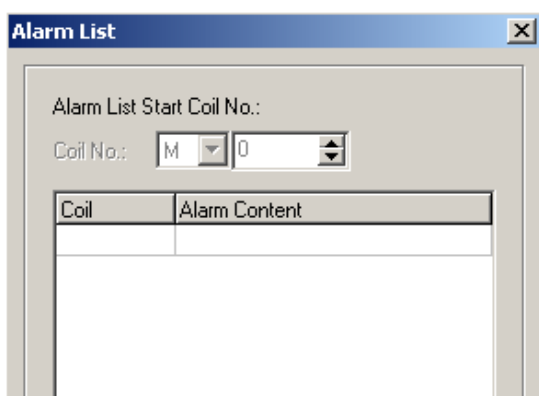 Alarm List
Alarm List Start Coil No.:
Coil No.: M 0
Coil Alarm Content